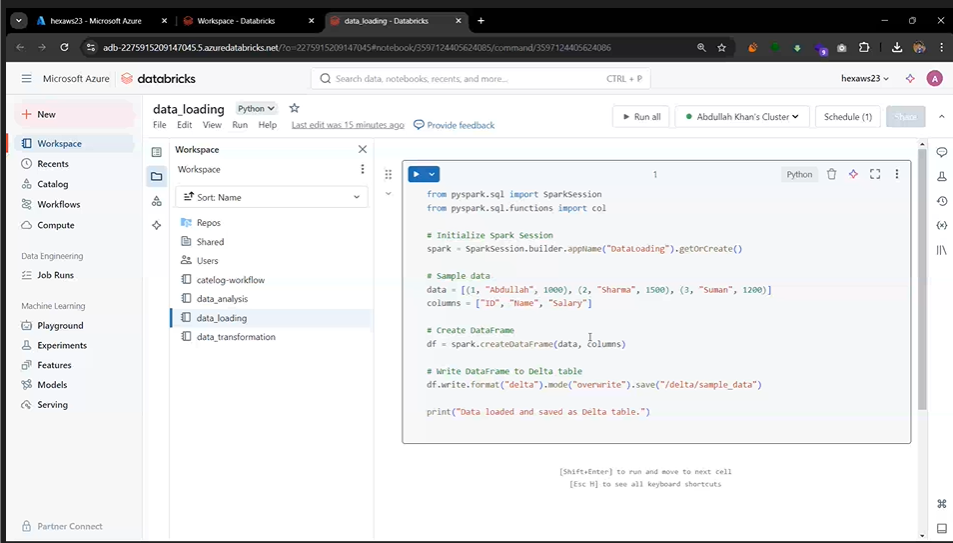 hexaws23 - Microsoft Azure
Workspace - Databricks
data_loading - Databricks
adb-2275915209147045.5.azuredatabricks.net/?o=2275915209147045#notebook/3597124405624085/command/3597124405624086
9
Microsoft Azure
databricks
Search data, notebooks, recents, and more...
CTRL + P
hexaws23
A
New
Workspace
Recents
Catalog
Workflows
Compute
Data Engineering
Job Runs
Machine Learning
Playground
Experiments
Features
Models
Serving
Partner Connect
data_loading
Python
File
Edit
View
Run
Help
Last edit was 15 minutes ago
Provide feedback
Run all
Abdullah Khan's Cluster
Schedule (1)
Share
Workspace
Workspace
Sort: Name
Repos
Shared
Users
catelog-workflow
data_analysis
data_loading
data_transformation
1
Python
from pyspark.sql import SparkSession
from pyspark.sql.functions import col
# Initialize Spark Session
spark = SparkSession.builder.appName("DataLoading").getOrCreate()
# Sample data
data = [(1, "Abdullah", 1000), (2, "Sharma", 1500), (3, "Suman", 1200)]
columns = ["ID", "Name", "Salary"]
# Create DataFrame
df = spark.createDataFrame(data, columns)
# Write DataFrame to Delta table
df.write.format("delta").mode("overwrite").save("/delta/sample_data")
print("Data loaded and saved as Delta table.")
[Shift+Enter] to run and move to next cell
[Esc H] to see all keyboard shortcuts